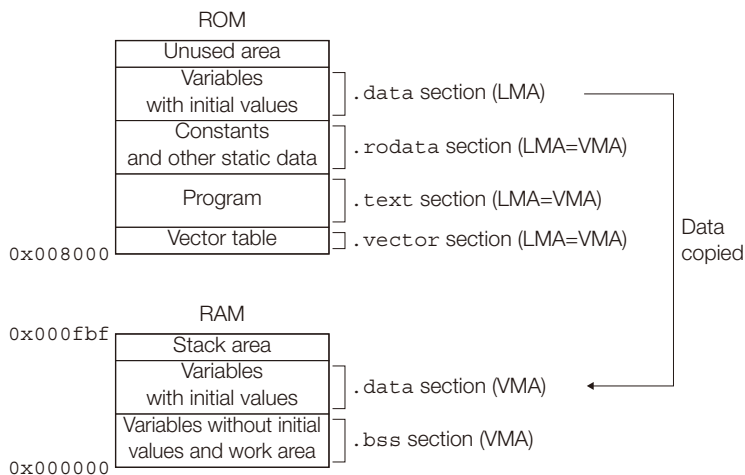 ROM
Unused area
Variables
with initial values
.data section (LMA)
Constants
and other static data
.rodata section (LMA=VMA)
Program
.text section (LMA=VMA)
Vector table
.vector section (LMA=VMA)
0x008000
Data
copied
RAM
0x000fbf
Stack area
Variables
with initial values
.data section (VMA)
Variables without initial
values and work area
.bss section (VMA)
0x000000